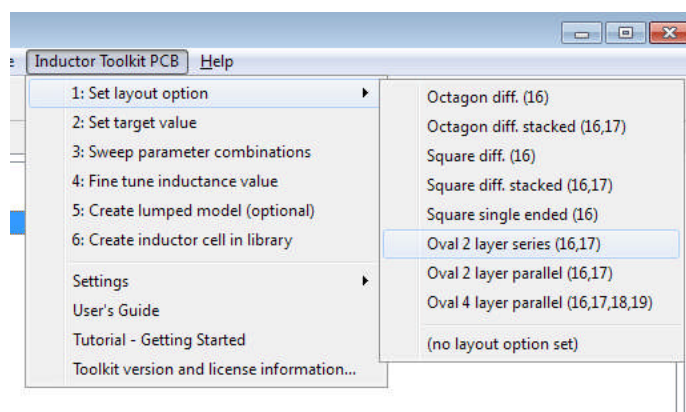 Inductor Toolkit PCB Help
1: Set layout option
2: Set target value
3: Sweep parameter combinations
4: Fine tune inductance value
5: Create lumped model (optional)
6: Create inductor cell in library
Settings
User's Guide
Tutorial - Getting Started
Toolkit version and license information...
Octagon diff. (16)
Octagon diff. stacked (16,17)
Square diff. (16)
Square diff. stacked (16,17)
Square single ended (16)
Oval 2 layer series (16,17)
Oval 2 layer parallel (16,17)
Oval 4 layer parallel (16,17,18,19)
(no layout option set)